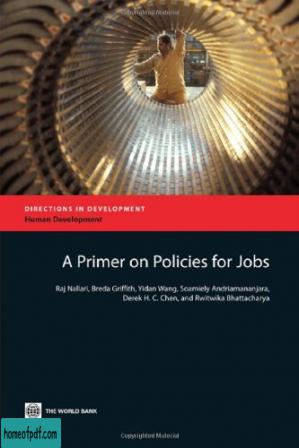 DIRECTIONS IN DEVELOPMENT
Human Development
A Primer on Policies for Jobs
Raj Nallari, Breda Griffith, Yidan Wang, Soamiely Andriamananjara,
Derek H. C. Chen, and Rwitwika Bhattacharya
THE WORLD BANK
homeofpdf.com